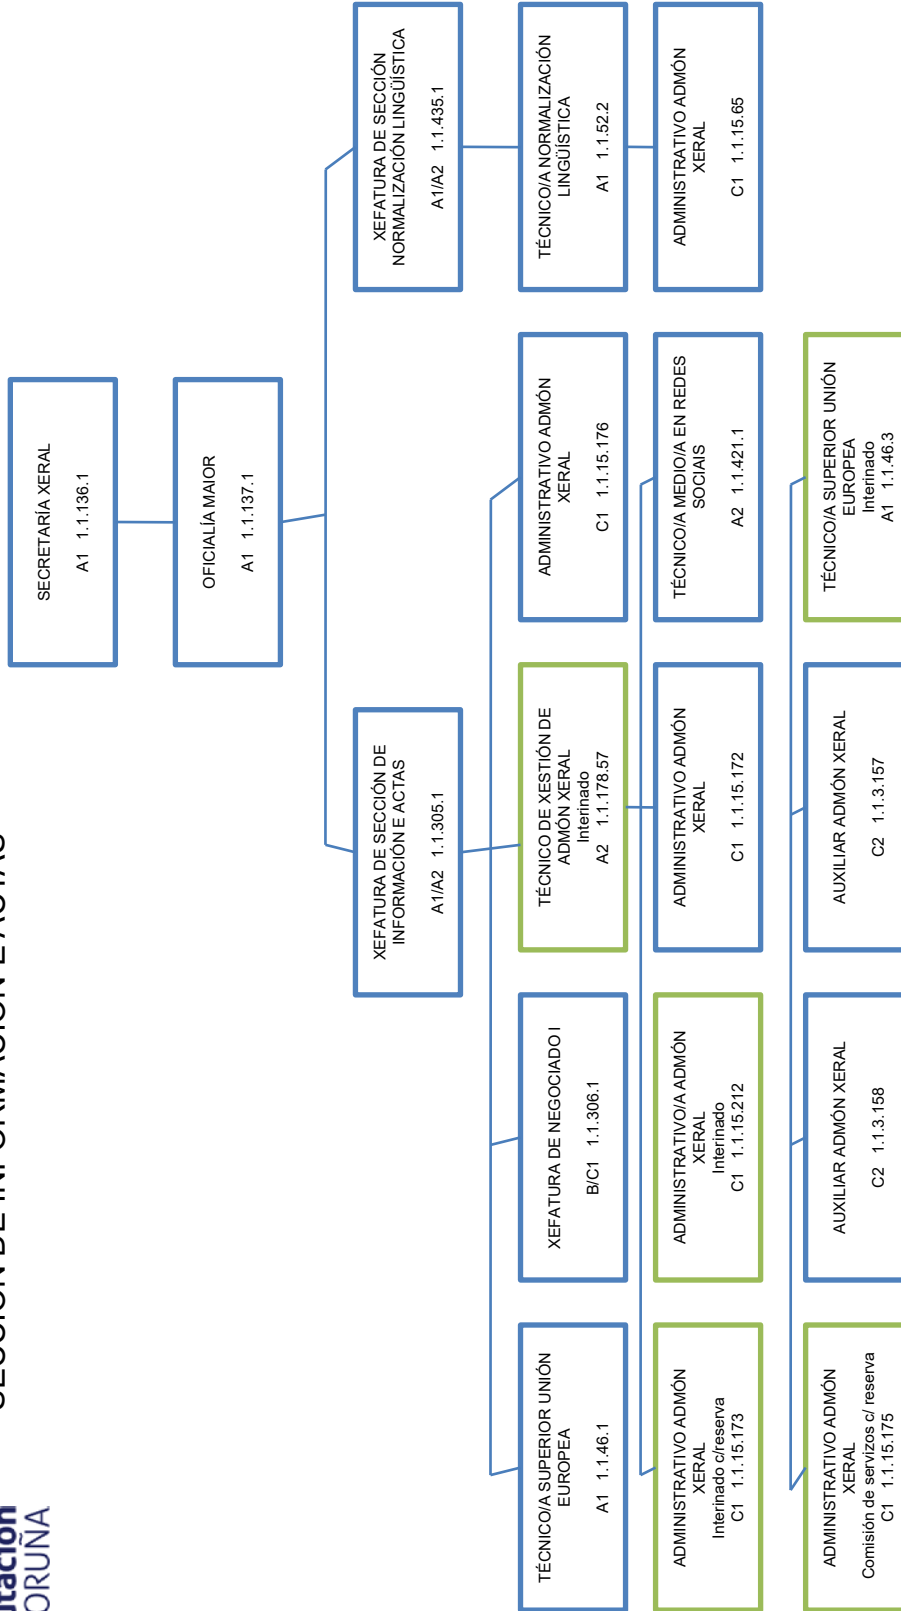 SECRETARÍA XERAL
A1 1.1.136.1
OFICIALÍA MAIOR
A1 1.1.137.1
XEFATURA DE SECCIÓN DE
INFORMACIÓN E ACTAS
A1/A2 1.1.305.1
XEFATURA DE SECCIÓN
NORMALIZACIÓN LINGÜÍSTICA
A1/A2 1.1.435.1
TÉCNICO/A SUPERIOR UNIÓN
EUROPEA
A1 1.1.46.1
XEFATURA DE NEGOCIADO I
B/C1 1.1.306.1
TÉCNICO DE XESTIÓN DE
ADMÓN XERAL
Interinado
A2 1.1.178.57
ADMINISTRATIVO ADMÓN
XERAL
C1 1.1.15.176
TÉCNICO/A NORMALIZACIÓN
LINGÜÍSTICA
A1 1.1.52.2
ADMINISTRATIVO ADMÓN
XERAL
Interinado c/reserva
C1 1.1.15.173
ADMINISTRATIVO/A ADMÓN
XERAL
Interinado
C1 1.1.15.212
ADMINISTRATIVO ADMÓN
XERAL
C1 1.1.15.172
TÉCNICO/A MEDIO/A EN REDES
SOCIAIS
A2 1.1.421.1
ADMINISTRATIVO ADMÓN
XERAL
C1 1.1.15.65
ADMINISTRATIVO ADMÓN
XERAL
Comisión de servizos c/ reserva
C1 1.1.15.175
AUXILIAR ADMÓN XERAL
C2 1.1.3.158
AUXILIAR ADMÓN XERAL
C2 1.1.3.157
TÉCNICO/A SUPERIOR UNIÓN
EUROPEA
Interinado
A1 1.1.46.3